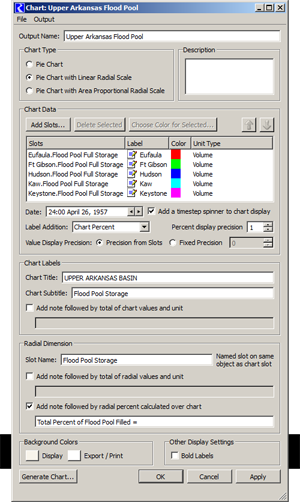 Chart: Upper Arkansas Flood Pool
File Output
Output Name: Upper Arkansas Flood Pool
Chart Type
Description
Pie Chart
Pie Chart with Linear Radial Scale
Pie Chart with Area Proportional Radial Scale
Chart Data
Add Slots... Delete Selected Choose Color for Selected...
Slots Label Color Unit Type
Eufaula.Flood Pool Full Storage Eufaula Volume
Ft Gibson.Flood Pool Full Storage Ft Gibson Volume
Hudson.Flood Pool Full Storage Hudson Volume
Kaw.Flood Pool Full Storage Kaw Volume
Keystone.Flood Pool Full Storage Keystone Volume
Date: 24:00 April 26, 1957 Add a timestep spinner to chart display
Label Addition: Chart Percent Percent display precision 1
Value Display Precision: Precision from Slots Fixed Precision 0
Chart Labels
Chart Title: UPPER ARKANSAS BASIN
Chart Subtitle: Flood Pool Storage
Add note followed by total of chart values and unit
Radial Dimension
Slot Name: Flood Pool Storage Named slot on same
object as chart slot
Add note followed by total of radial values and unit
Add note followed by radial percent calculated over chart
Total Percent of Flood Pool Filled =
Background Colors
Other Display Settings
Display Export / Print Bold Labels
Generate Chart... OK Cancel Apply